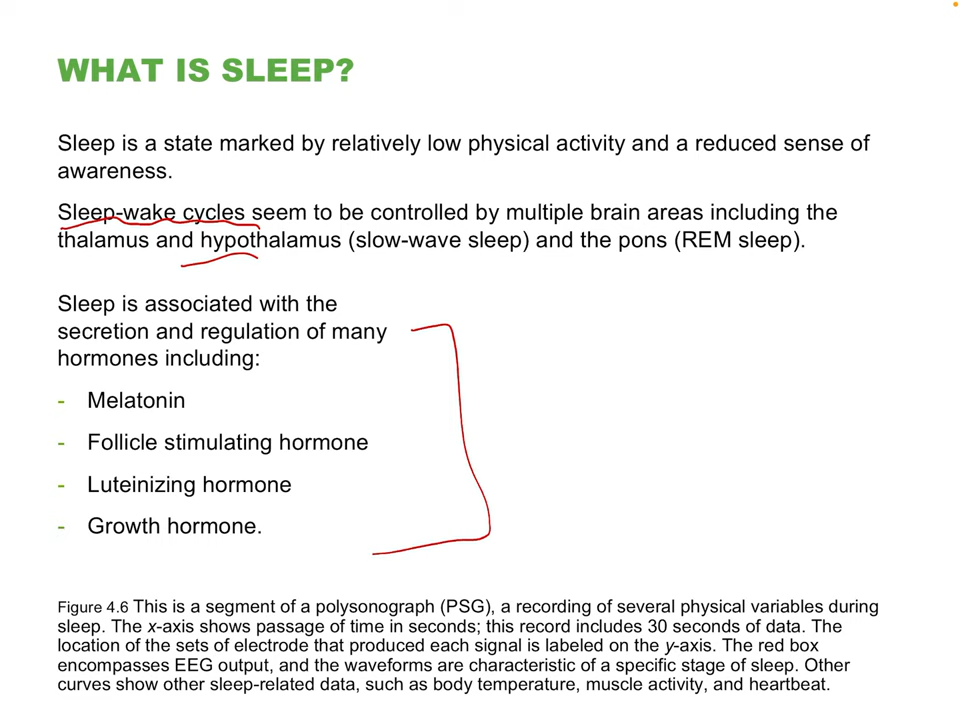 WHAT IS SLEEP?
Sleep is a state marked by relatively low physical activity and a reduced sense of
awareness.
Sleep-wake cycles seem to be controlled by multiple brain areas including the
thalamus and hypothalamus (slow-wave sleep) and the pons (REM sleep).
Sleep is associated with the
secretion and regulation of many
hormones including:
- Melatonin
- Follicle stimulating hormone
- Luteinizing hormone
- Growth hormone.
Figure 4.6 This is a segment of a polysonograph (PSG), a recording of several physical variables during
sleep. The x-axis shows passage of time in seconds; this record includes 30 seconds of data. The
location of the sets of electrode that produced each signal is labeled on the y-axis. The red box
encompasses EEG output, and the waveforms are characteristic of a specific stage of sleep. Other
curves show other sleep-related data, such as body temperature, muscle activity, and heartbeat.